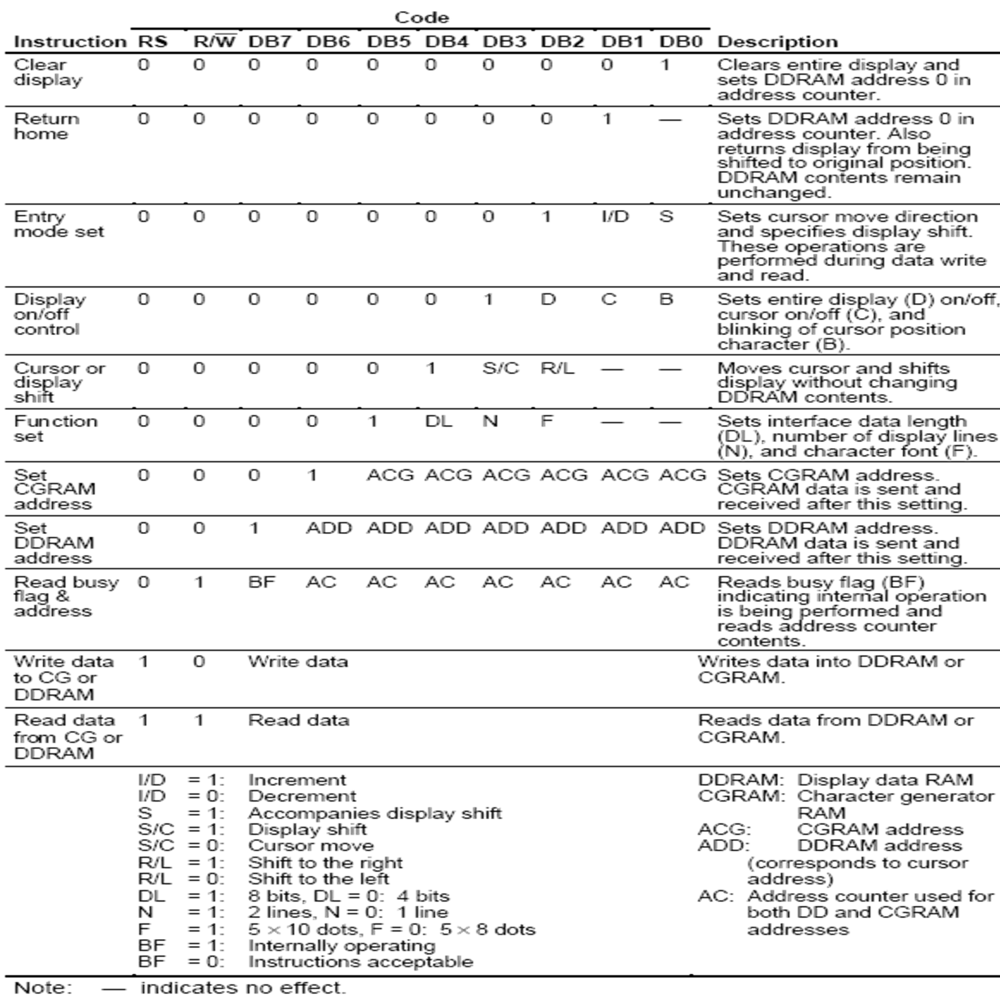 Code
Instruction RS R/W̅ DB7 DB6 DB5 DB4 DB3 DB2 DB1 DB0 Description
Clear 0 0 0 0 0 0 0 0 0 1 Clears entire display and
display sets DDRAM address 0 in
address counter.
Return 0 0 0 0 0 0 0 0 1 — Sets DDRAM address 0 in
home address counter. Also
returns display from being
shifted to original position.
DDRAM contents remain
unchanged.
Entry 0 0 0 0 0 0 0 1 I/D S Sets cursor move direction
mode set and specifies display shift.
These operations are
performed during data write
and read.
Display 0 0 0 0 0 0 1 D C B Sets entire display (D) on/off,
on/off cursor on/off (C), and
control blinking of cursor position
character (B).
Cursor or 0 0 0 0 0 1 S/C R/L — — Moves cursor and shifts
display display without changing
shift DDRAM contents.
Function 0 0 0 0 1 DL N F — — Sets interface data length
set (DL), number of display lines
(N), and character font (F).
Set 0 0 0 1 ACG ACG ACG ACG ACG ACG Sets CGRAM address.
CGRAM CGRAM data is sent and
address received after this setting.
Set 0 0 1 ADD ADD ADD ADD ADD ADD ADD Sets DDRAM address.
DDRAM DDRAM data is sent and
address received after this setting.
Read busy 0 1 BF AC AC AC AC AC AC AC Reads busy flag (BF)
flag & indicating internal operation
address is being performed and
reads address counter
contents.
Write data 1 0 Write data Writes data into DDRAM or
to CG or CGRAM.
DDRAM
Read data 1 1 Read data Reads data from DDRAM or
from CG or CGRAM.
DDRAM
I/D = 1: Increment DDRAM: Display data RAM
I/D = 0: Decrement CGRAM: Character generator
S = 1: Accompanies display shift RAM
S/C = 1: Display shift ACG: CGRAM address
S/C = 0: Cursor move ADD: DDRAM address
R/L = 1: Shift to the right (corresponds to cursor
R/L = 0: Shift to the left address)
DL = 1: 8 bits, DL = 0: 4 bits AC: Address counter used for
N = 1: 2 lines, N = 0: 1 line both DD and CGRAM
F = 1: 5 × 10 dots, F = 0: 5 × 8 dots addresses
BF = 1: Internally operating
BF = 0: Instructions acceptable
Note: — indicates no effect.